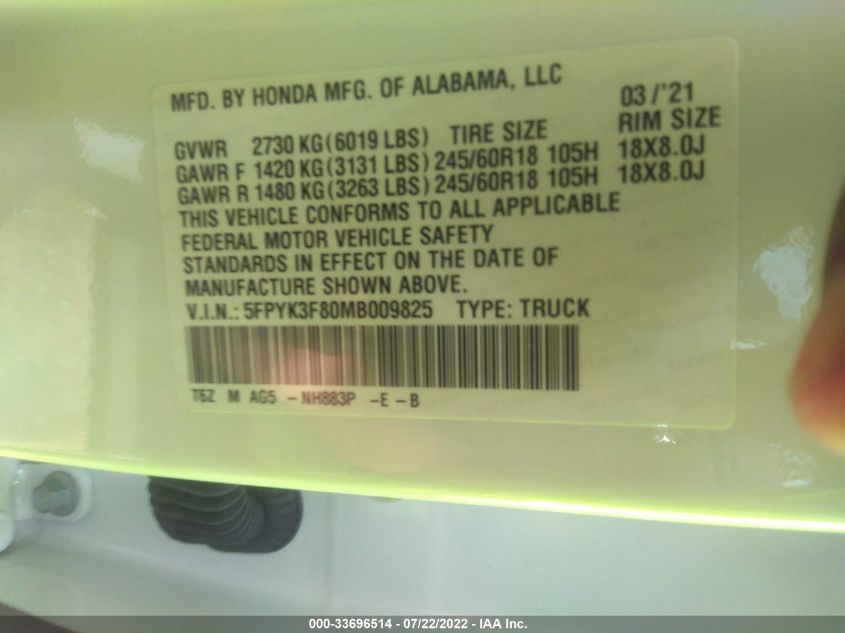 MFD. BY HONDA MFG. OF ALABAMA, LLC
03/'21
GVWR 2730 KG(6019 LBS) TIRE SIZE RIM SIZE
GAWR F 1420 KG(3131 LBS) 245/60R18 105H 18X8.0J
GAWR R 1480 KG(3263 LBS) 245/60R18 105H 18X8.0J
THIS VEHICLE CONFORMS TO ALL APPLICABLE
FEDERAL MOTOR VEHICLE SAFETY
STANDARDS IN EFFECT ON THE DATE OF
MANUFACTURE SHOWN ABOVE.
V.I.N.: 5FPYK3F80MB009825 TYPE: TRUCK
T6Z M AG5 -NH883P -E -B
000-33696514 - 07/22/2022 - IAA Inc.